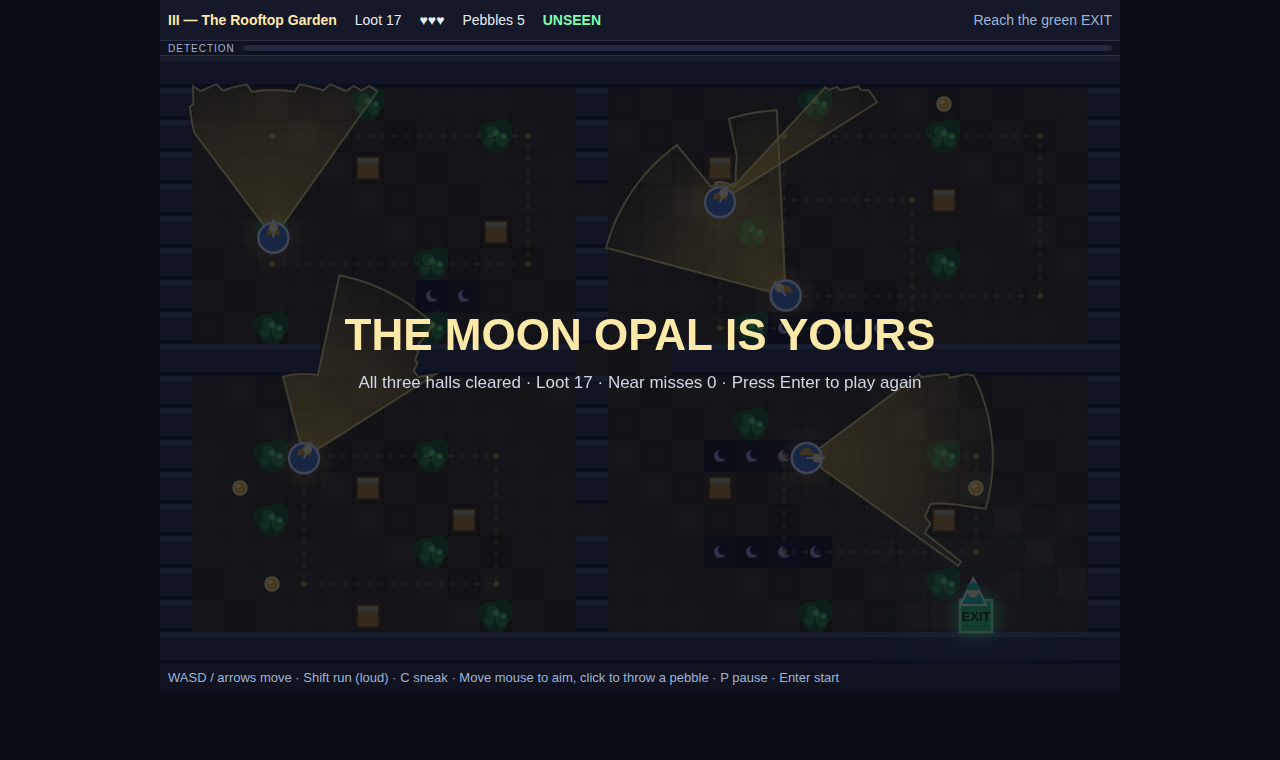 III — The Rooftop Garden Loot 17 ♥♥♥ Pebbles 5 UNSEEN Reach the green EXIT
DETECTION
THE MOON OPAL IS YOURS
All three halls cleared · Loot 17 · Near misses 0 · Press Enter to play again
EXIT
WASD / arrows move · Shift run (loud) · C sneak · Move mouse to aim, click to throw a pebble · P pause · Enter start